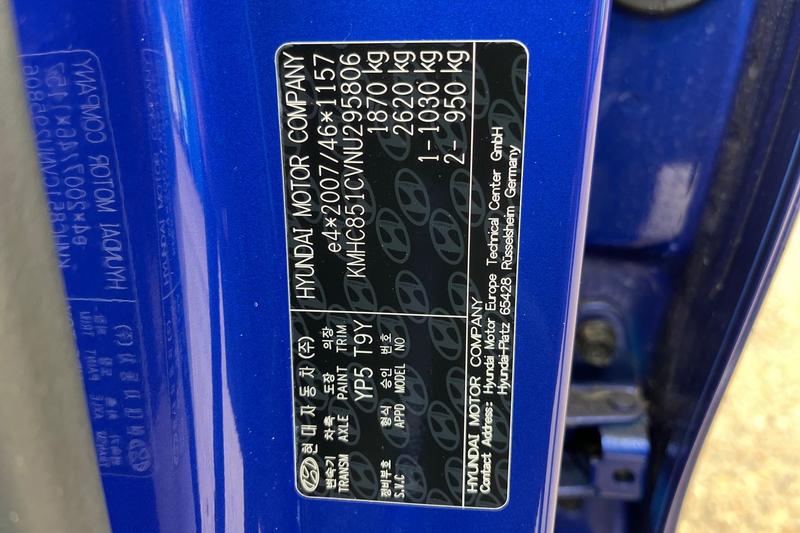 현대자동차(주)
HYUNDAI MOTOR COMPANY
e4*2007/46*1157
KMHC851CVNU295806
1870 kg
2620 kg
1-1030 kg
2- 950 kg
변속기 차축 도장 의장
TRANSM AXLE PAINT TRIM
YP5 T9Y
정비부호 형식 승인 번호
S.V.C APPD MODEL NO
HYUNDAI MOTOR COMPANY
Contact Address: Hyundai Motor Europe Technical Center GmbH
Hyundai-Platz 65428 Rüsselsheim Germany